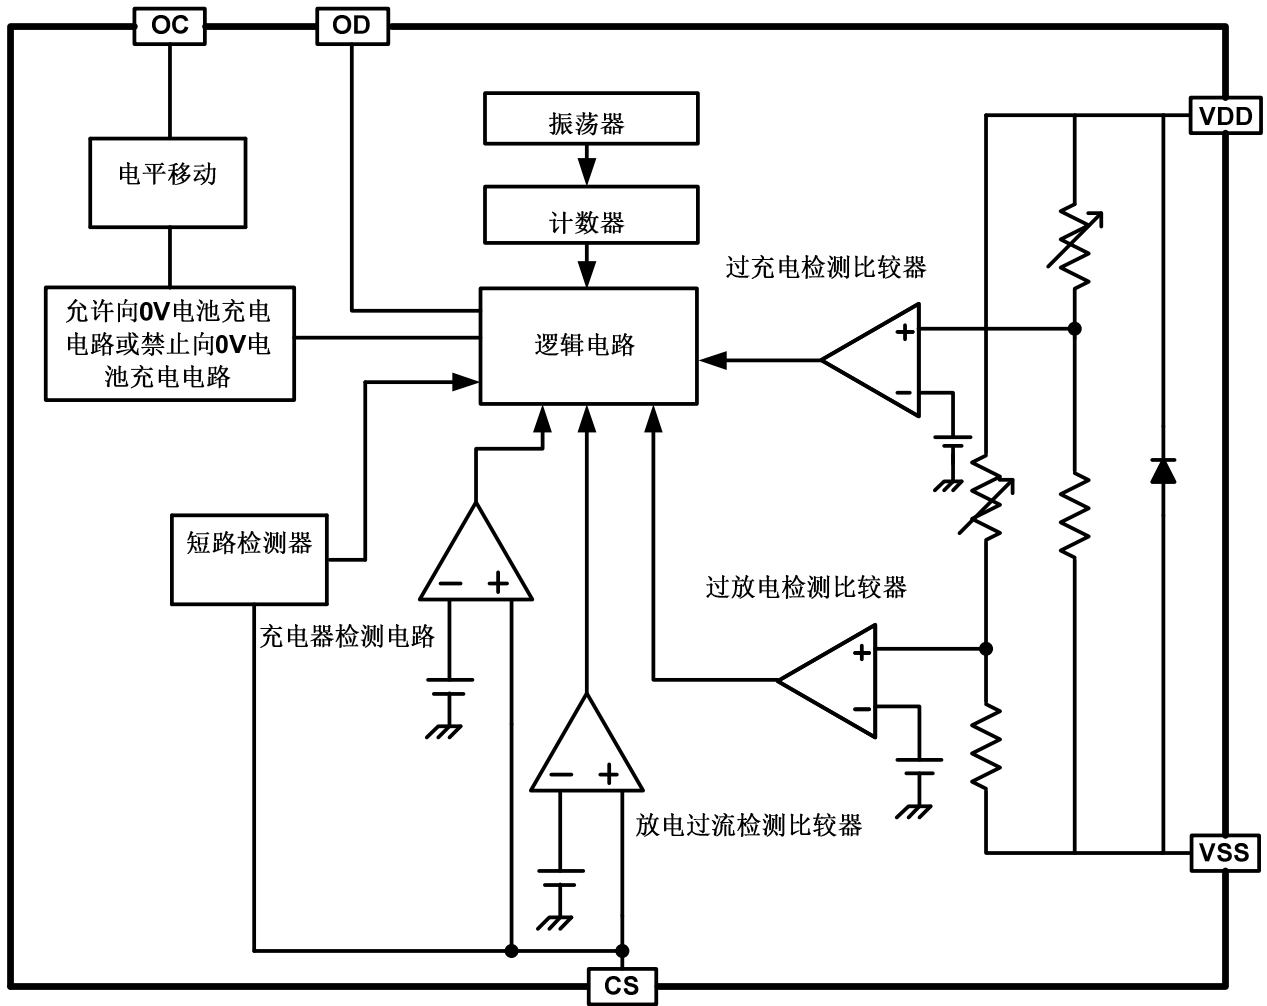 OC
OD
振荡器
VDD
电平移动
计数器
过充电检测比较器
允许向0V电池充电
电路或禁止向0V电
池充电电路
逻辑电路
+
−
短路检测器
− +
过放电检测比较器
充电器检测电路
+
−
− +
放电过流检测比较器
VSS
CS